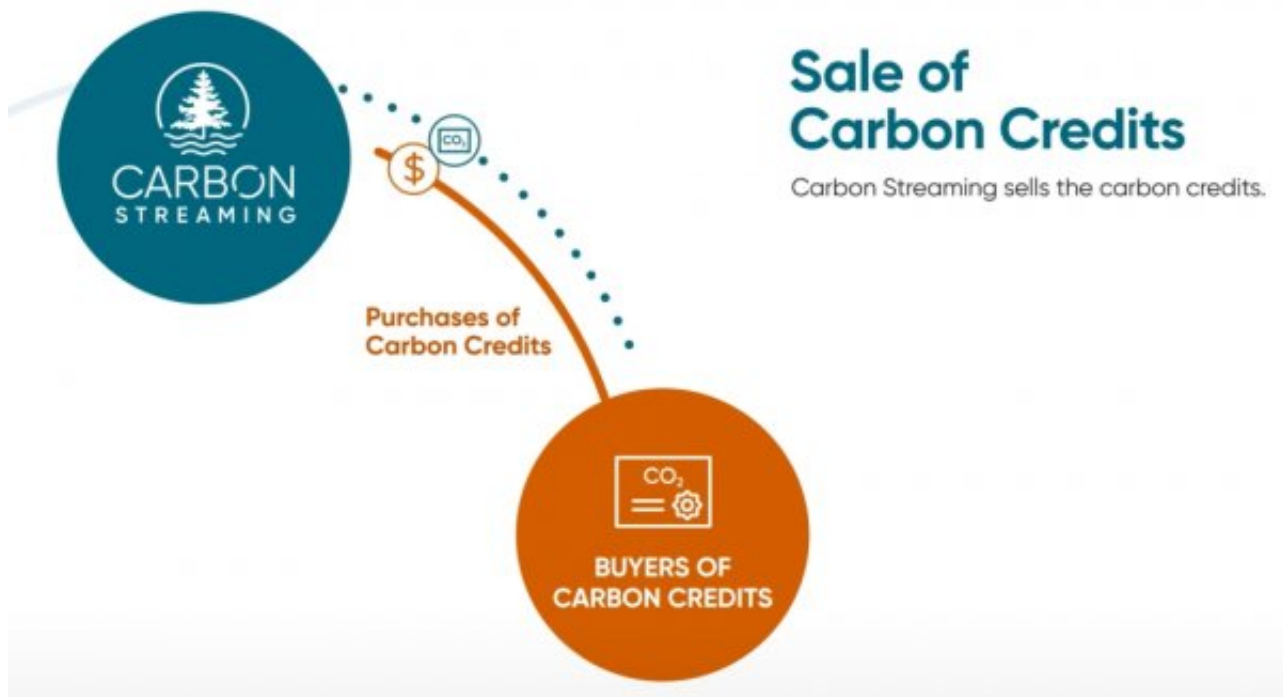 CARBON
STREAMING
$
CO₂
Sale of
Carbon Credits
Carbon Streaming sells the carbon credits.
Purchases of
Carbon Credits
CO₂
BUYERS OF
CARBON CREDITS